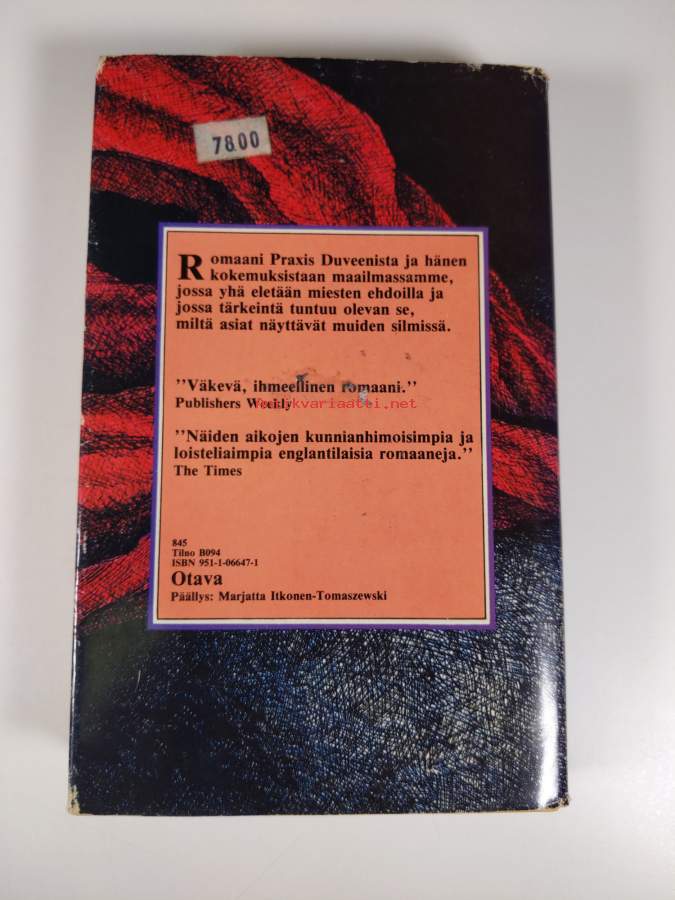 7800
Romaani Praxis Duveenista ja hänen
kokemuksistaan maailmassamme,
jossa yhä eletään miesten ehdoilla ja
jossa tärkeintä tuntuu olevan se,
miltä asiat näyttävät muiden silmissä.
"Väkevä, ihmeellinen romaani."
Publishers Weekly
Antikvariaatti.net
"Näiden aikojen kunnianhimoisimpia ja
loisteliaimpia englantilaisia romaaneja."
The Times
845
Tilno B094
ISBN 951-1-06647-1
Otava
Päällys: Marjatta Itkonen-Tomaszewski